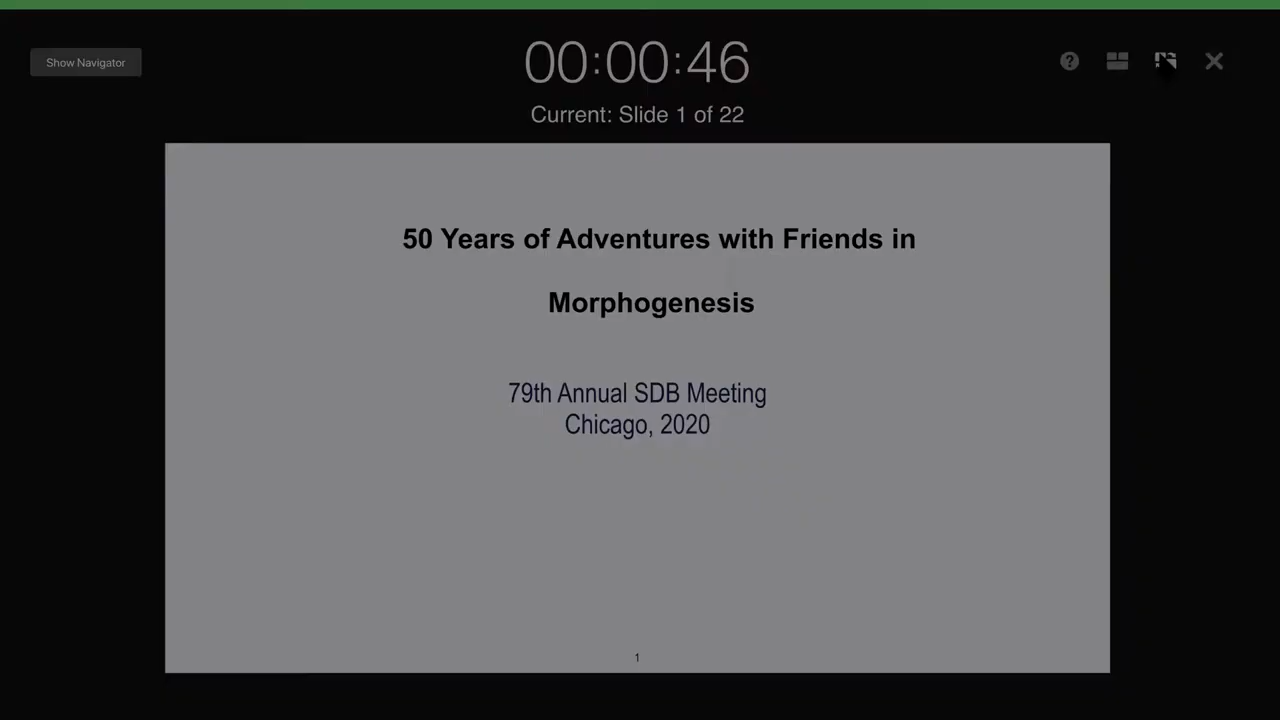 Show Navigator
00:00:46
Current: Slide 1 of 22
50 Years of Adventures with Friends in
Morphogenesis
79th Annual SDB Meeting
Chicago, 2020
1